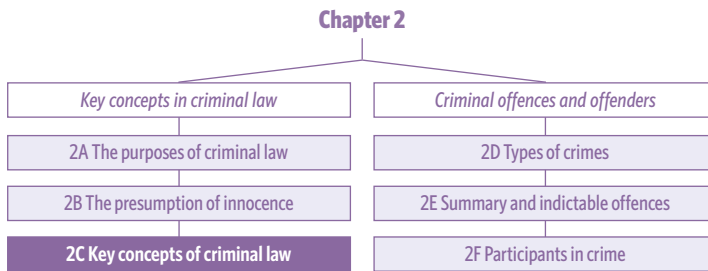 Chapter 2
Key concepts in criminal law
Criminal offences and offenders
2A The purposes of criminal law
2D Types of crimes
2B The presumption of innocence
2E Summary and indictable offences
2C Key concepts of criminal law
2F Participants in crime